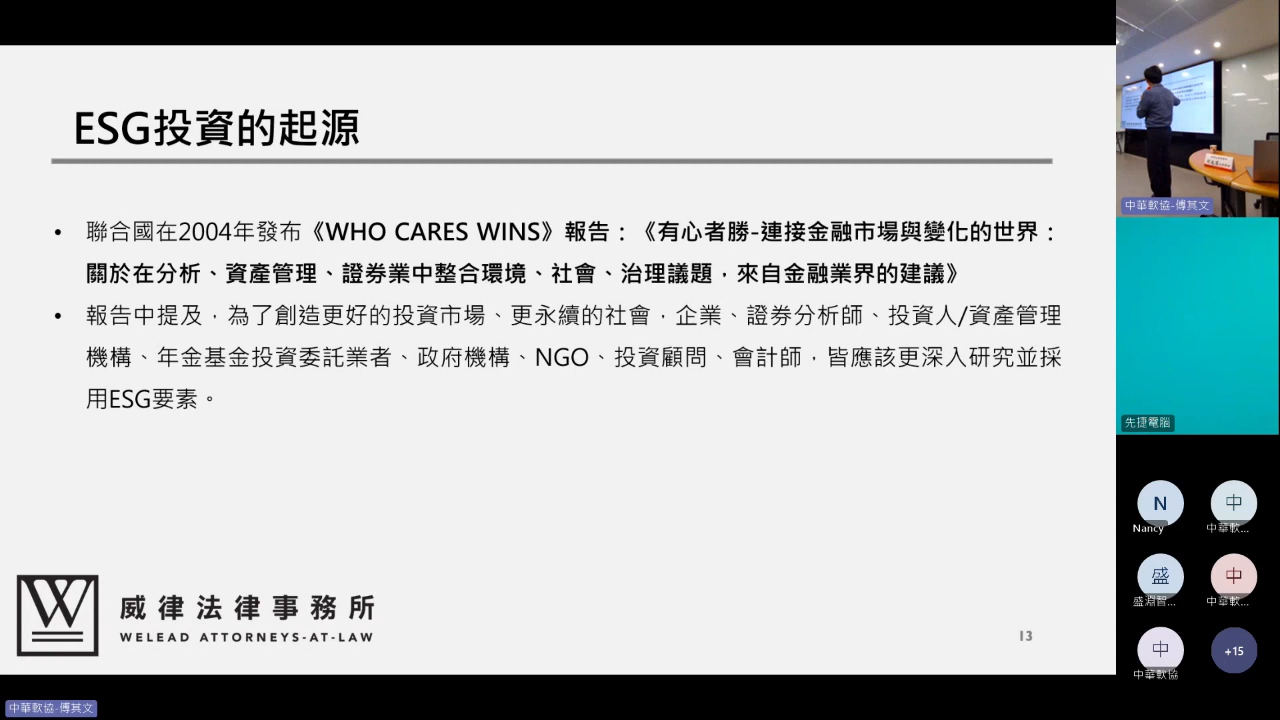 ESG投資的起源
• 聯合國在2004年發布《WHO CARES WINS》報告：《有心者勝-連接金融市場與變化的世界：
關於在分析、資產管理、證券業中整合環境、社會、治理議題，來自金融業界的建議》
• 報告中提及，為了創造更好的投資市場、更永續的社會，企業、證券分析師、投資人/資產管理
機構、年金基金投資委託業者、政府機構、NGO、投資顧問、會計師，皆應該更深入研究並採
用ESG要素。
W
威律法律事務所
WELEAD ATTORNEYS-AT-LAW
13
中華軟協-傅其文
先捷電腦
N
Nancy
中
中華軟...
盛
盛淵智...
中
中華軟...
中
中華軟協
+15
中華軟協-傅其文